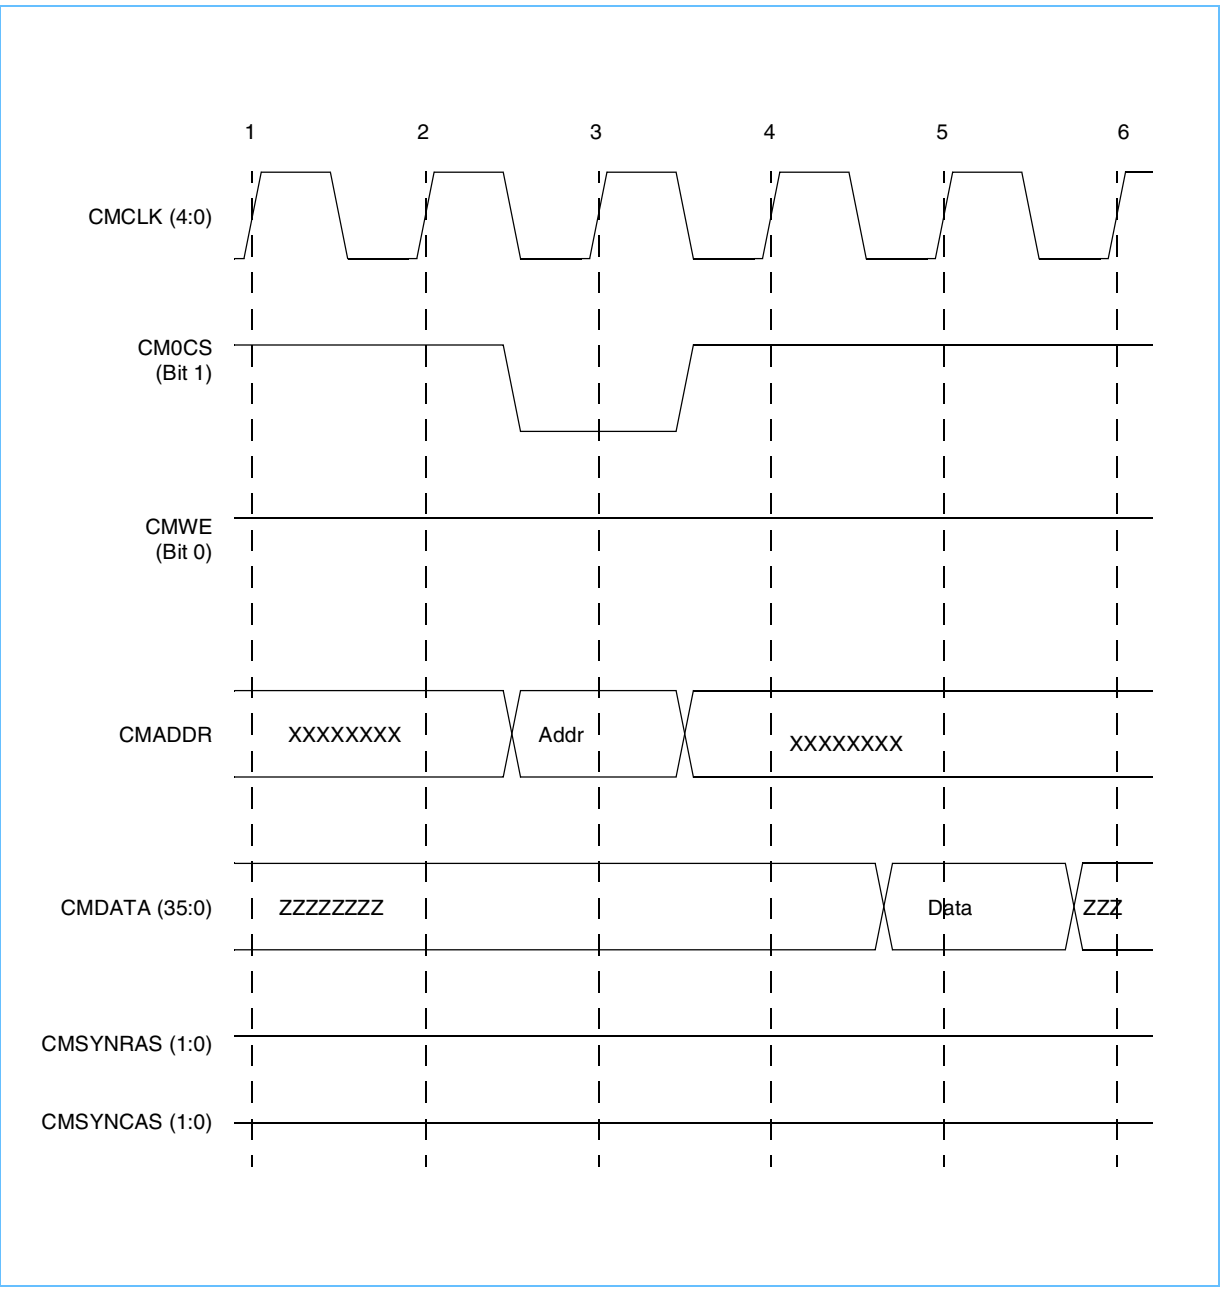 1 2 3 4 5 6
CMCLK (4:0)
CM0CS
(Bit 1)
CMWE
(Bit 0)
CMADDR XXXXXXXX Addr XXXXXXXX
CMDATA (35:0) ZZZZZZZZ Data ZZZ
CMSYNRAS (1:0)
CMSYNCAS (1:0)